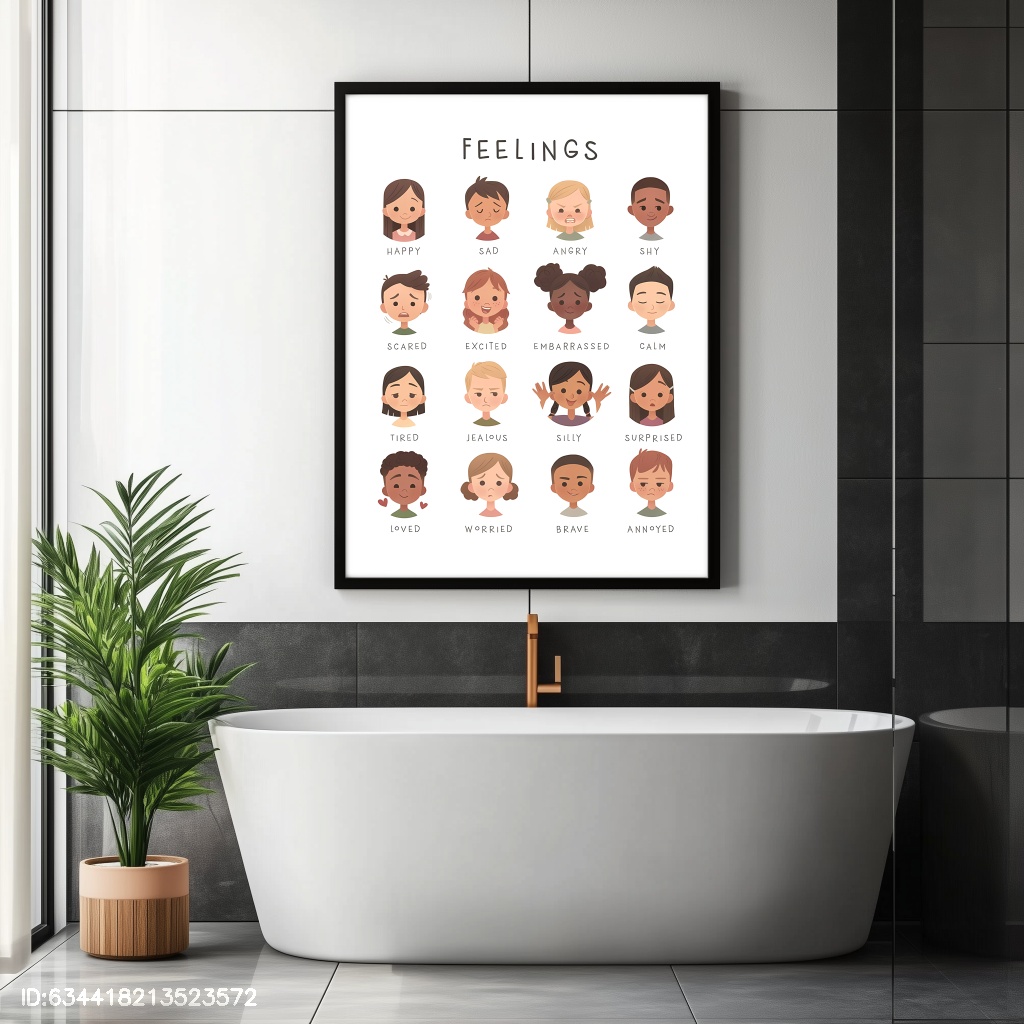 FEELINGS
HAPPY SAD ANGRY SHY
SCARED EXCITED EMBARRASSED CALM
TIRED JEALOUS SILLY SURPRISED
LOVED WORRIED BRAVE ANNOYED
ID:634418213523572